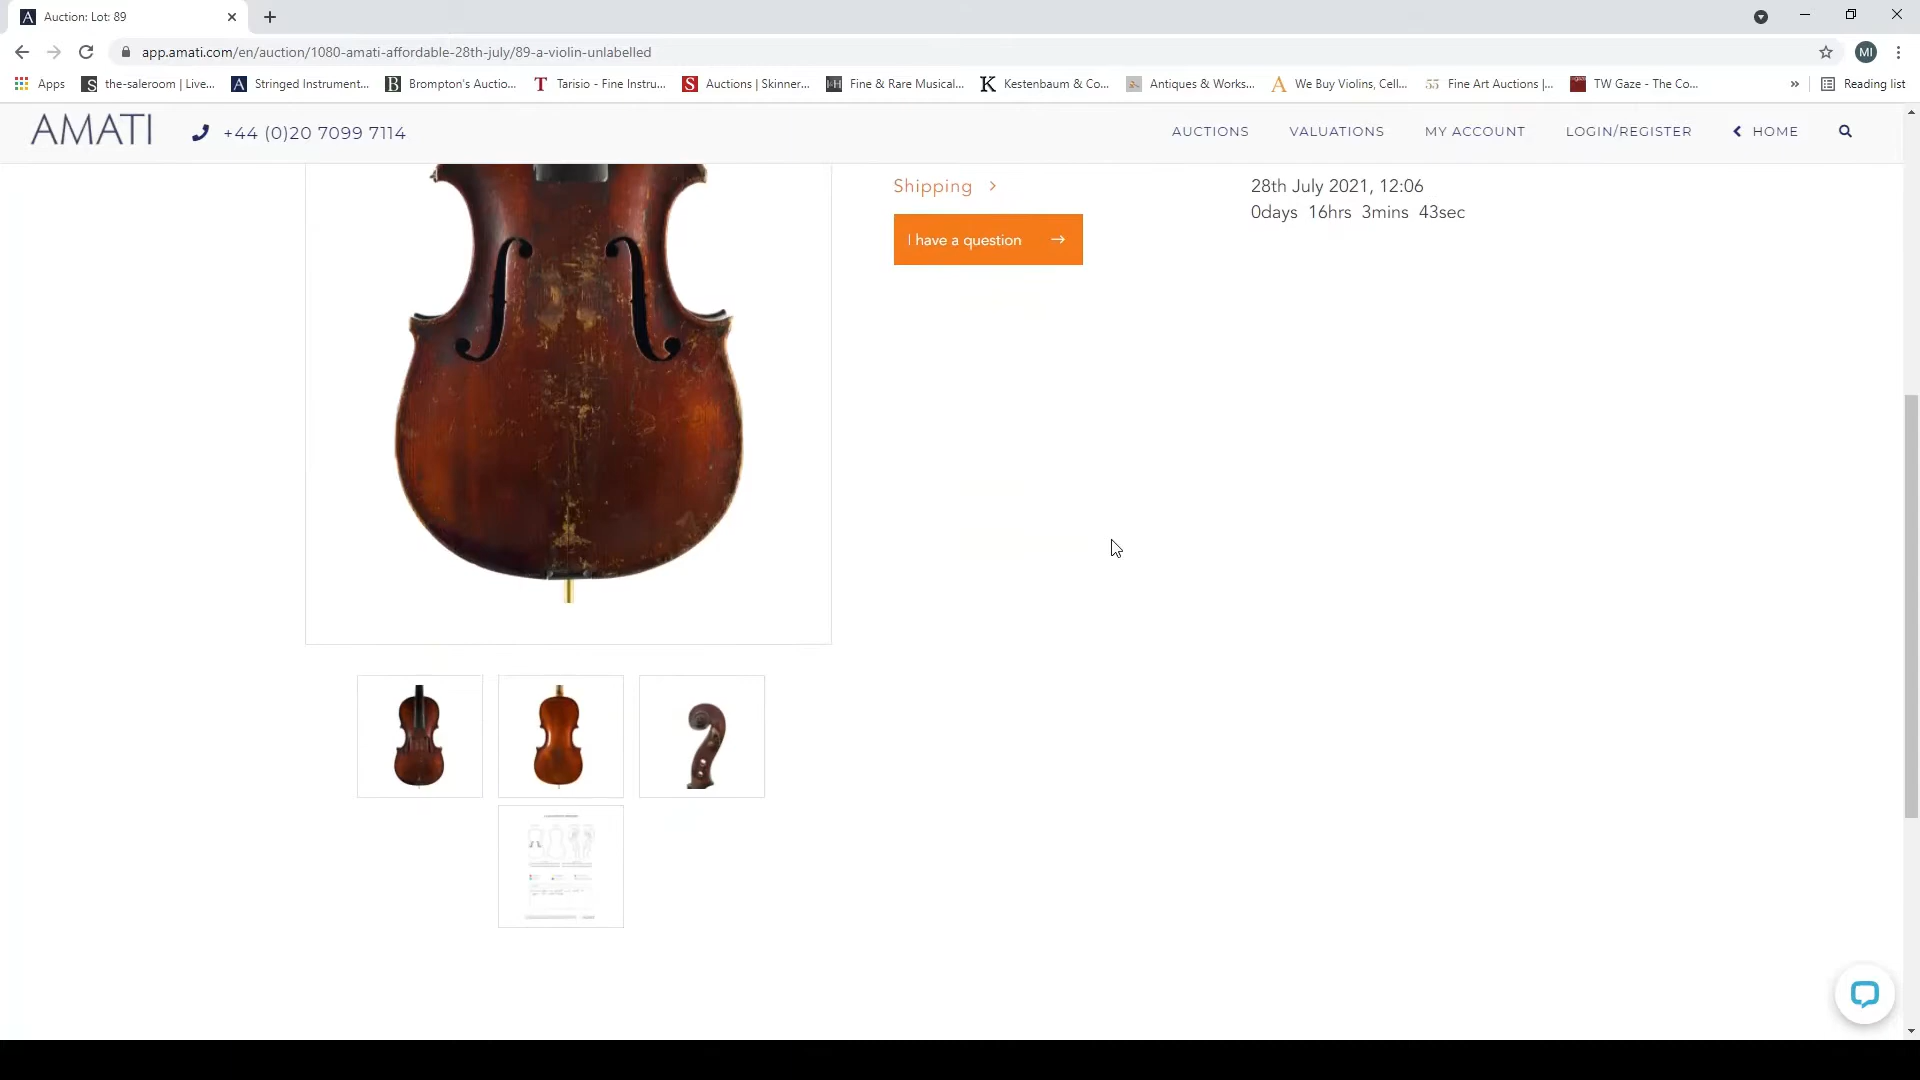 Auction: Lot: 89
app.amati.com/en/auction/1080-amati-affordable-28th-july/89-a-violin-unlabelled
MI
Apps
the-saleroom | Live...
Stringed Instrument...
Brompton's Auctio...
Tarisio - Fine Instru...
Auctions | Skinner...
Fine & Rare Musical...
Kestenbaum & Co...
Antiques & Works...
We Buy Violins, Cell...
Fine Art Auctions |...
TW Gaze - The Co...
»
Reading list
AMATI
+44 (0)20 7099 7114
AUCTIONS
VALUATIONS
MY ACCOUNT
LOGIN/REGISTER
HOME
Shipping >
28th July 2021, 12:06
0days 16hrs 3mins 43sec
I have a question →